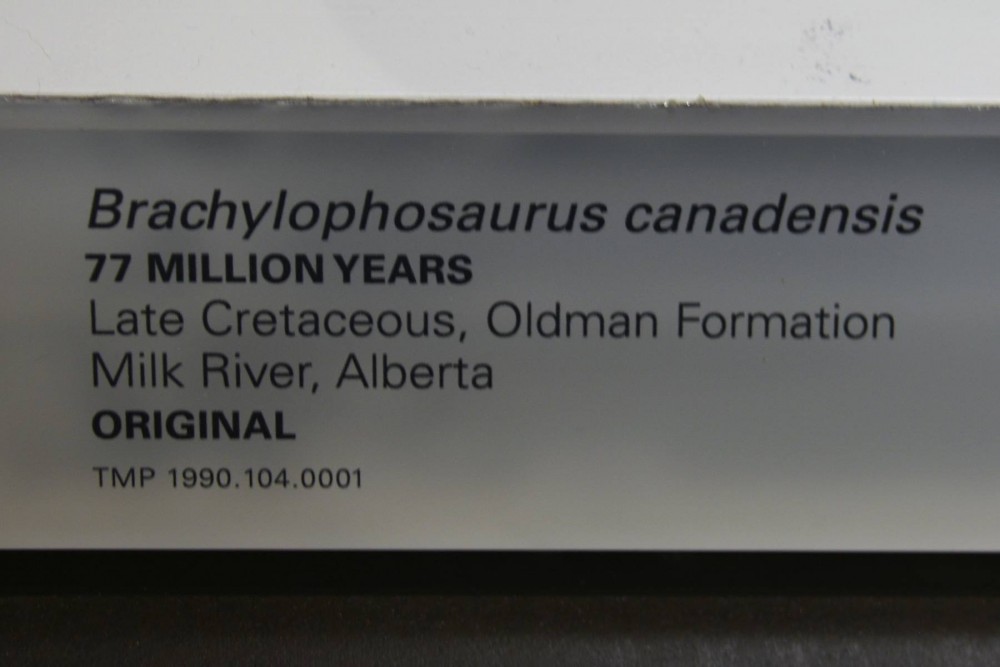 Brachylophosaurus canadensis
77 MILLION YEARS
Late Cretaceous, Oldman Formation
Milk River, Alberta
ORIGINAL
TMP 1990.104.0001